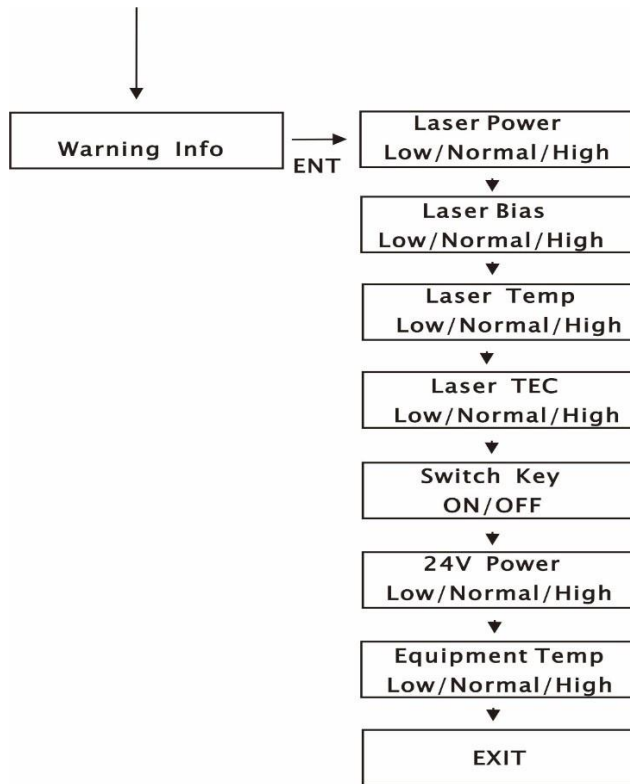 Warning Info
ENT
Laser Power
Low/Normal/High
Laser Bias
Low/Normal/High
Laser Temp
Low/Normal/High
Laser TEC
Low/Normal/High
Switch Key
ON/OFF
24V Power
Low/Normal/High
Equipment Temp
Low/Normal/High
EXIT